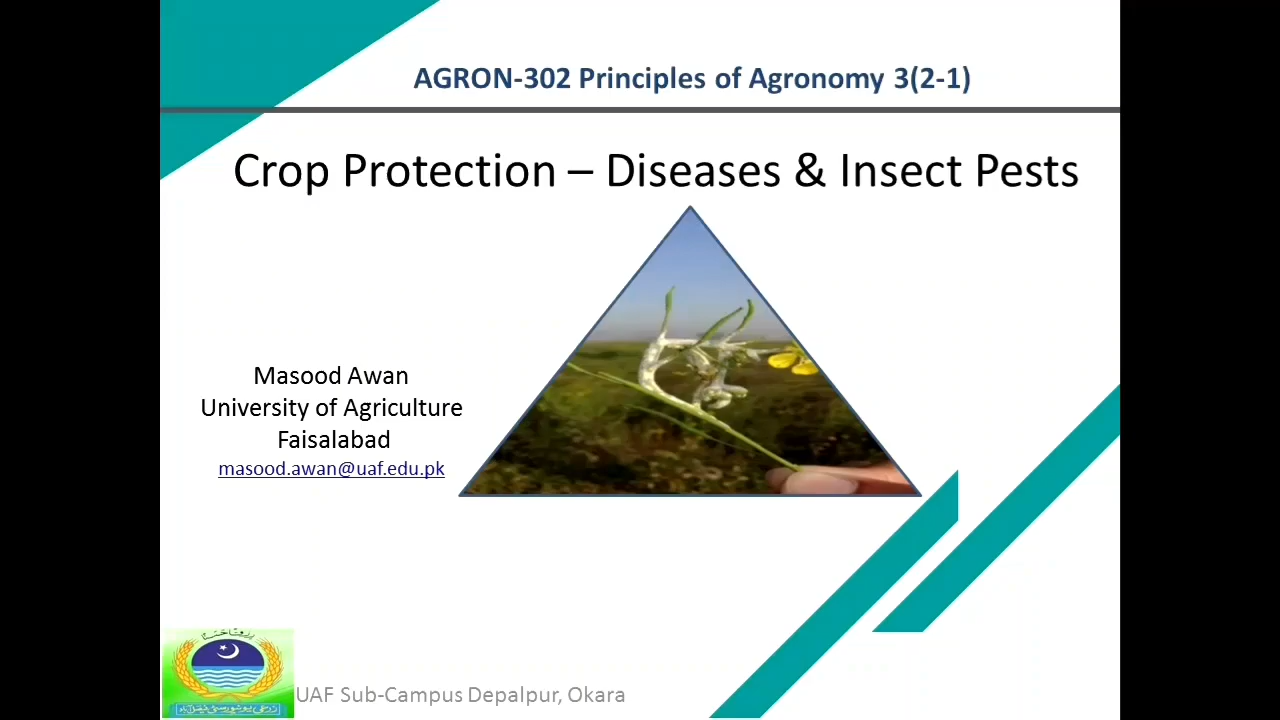 AGRON-302 Principles of Agronomy 3(2-1)
Crop Protection – Diseases & Insect Pests
Masood Awan
University of Agriculture
Faisalabad
masood.awan@uaf.edu.pk
UAF Sub-Campus Depalpur, Okara